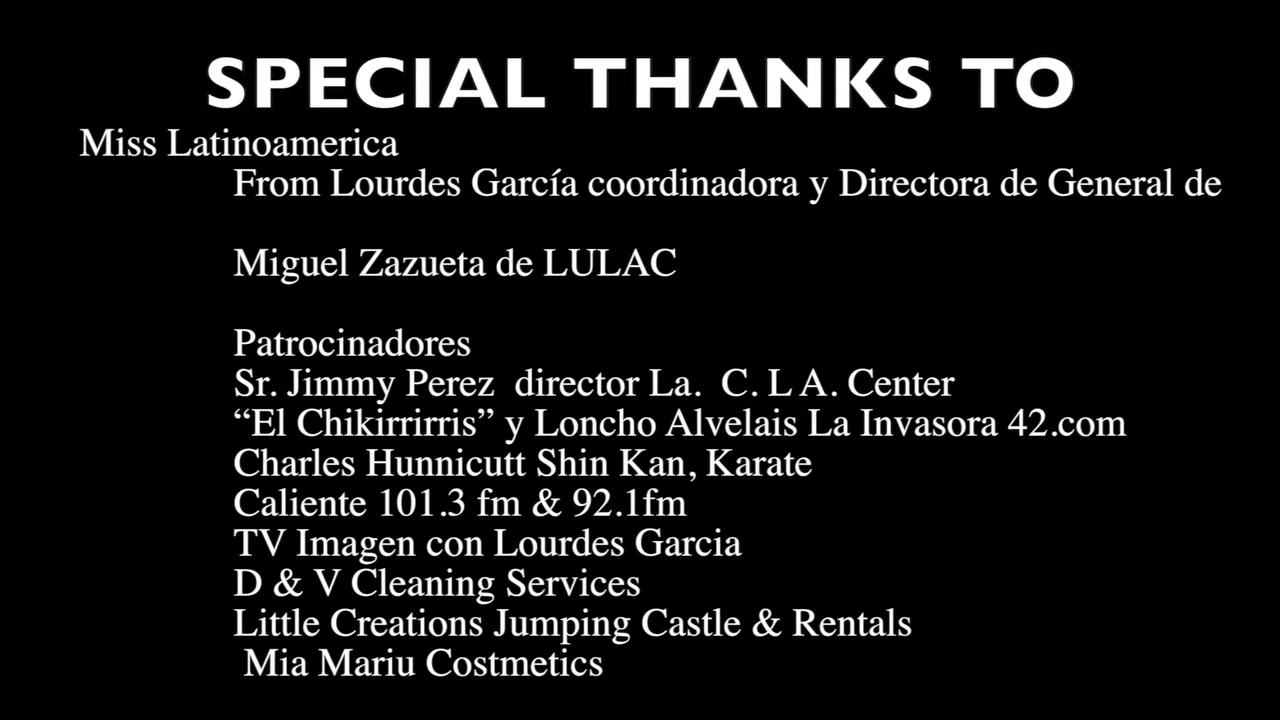 SPECIAL THANKS TO
Miss Latinoamerica
From Lourdes García coordinadora y Directora de General de
Miguel Zazueta de LULAC
Patrocinadores
Sr. Jimmy Perez  director La.  C. L A. Center
“El Chikirrirris” y Loncho Alvelais La Invasora 42.com
Charles Hunnicutt Shin Kan, Karate
Caliente 101.3 fm & 92.1fm
TV Imagen con Lourdes Garcia
D & V Cleaning Services
Little Creations Jumping Castle & Rentals
Mia Mariu Costmetics